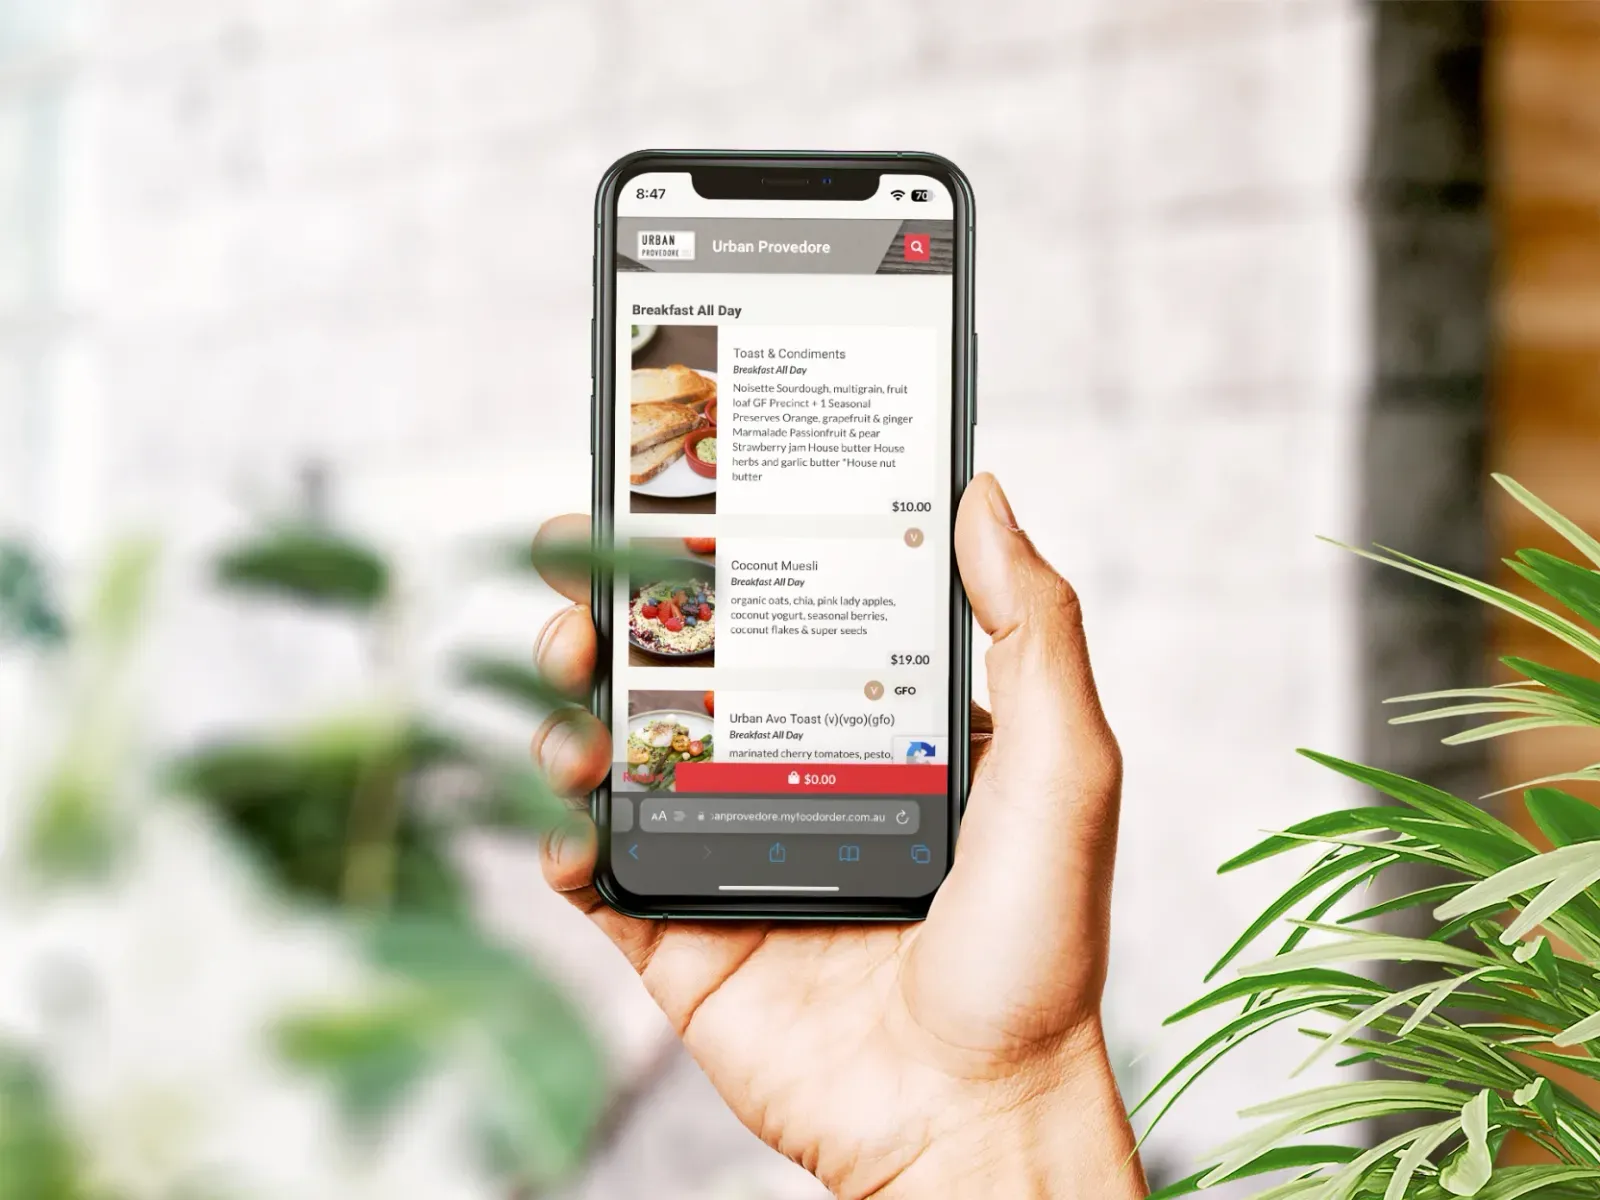 8:47
70
URBAN
PROVEDORE
Urban Provedore
Breakfast All Day
Toast & Condiments
Breakfast All Day
Noisette Sourdough, multigrain, fruit
loaf GF Precinct + 1 Seasonal
Preserves Orange, grapefruit & ginger
Marmalade Passionfruit & pear
Strawberry jam House butter House
herbs and garlic butter *House nut
butter
$10.00
V
Coconut Muesli
Breakfast All Day
organic oats, chia, pink lady apples,
coconut yogurt, seasonal berries,
coconut flakes & super seeds
$19.00
V GFO
Urban Avo Toast (v)(vgo)(gfo)
Breakfast All Day
marinated cherry tomatoes, pesto,
$0.00
AA anprovedore.myfoodorder.com.au